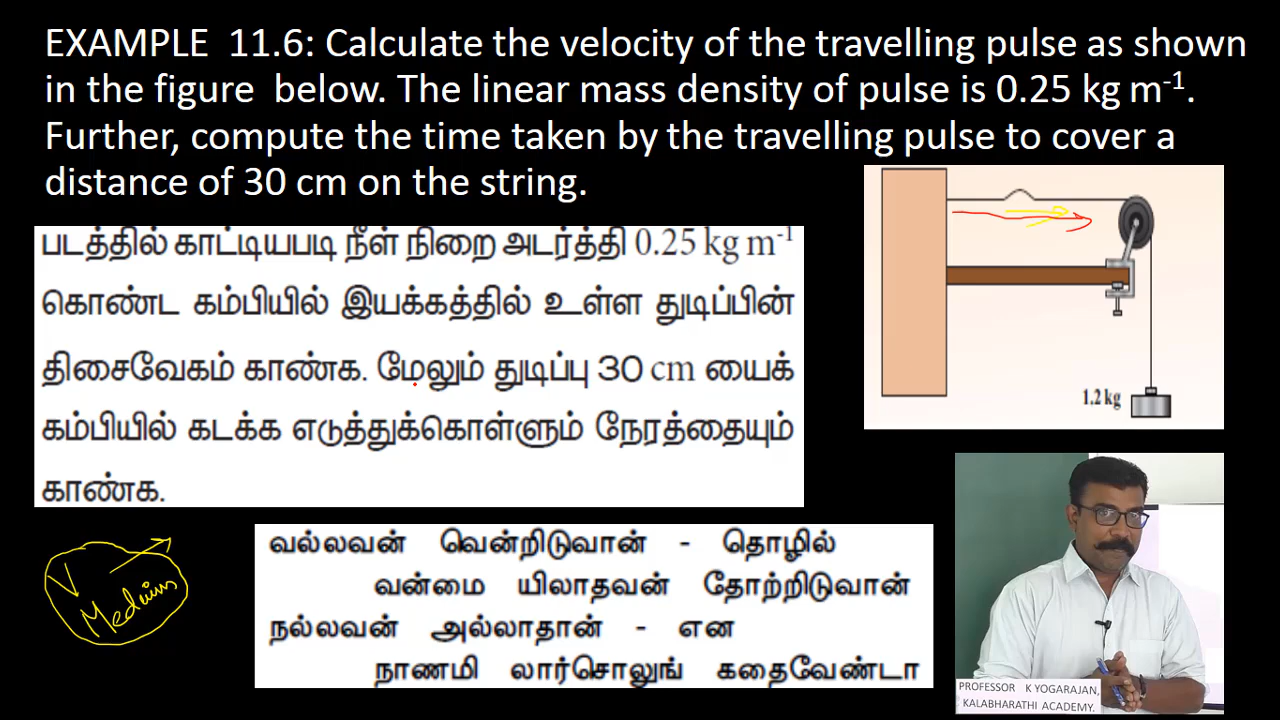 EXAMPLE 11.6: Calculate the velocity of the travelling pulse as shown
in the figure below. The linear mass density of pulse is 0.25 kg m⁻¹.
Further, compute the time taken by the travelling pulse to cover a
distance of 30 cm on the string.
படத்தில் காட்டியபடி நீள் நிறை அடர்த்தி 0.25 kg m⁻¹
கொண்ட கம்பியில் இயக்கத்தில் உள்ள துடிப்பின்
திசைவேகம் காண்க. மேலும் துடிப்பு 30 cm யைக்
கம்பியில் கடக்க எடுத்துக்கொள்ளும் நேரத்தையும்
காண்க.
1.2 kg
V
Medium
வல்லவன் வென்றிடுவான் - தொழில்
வன்மை யிலாதவன் தோற்றிடுவான்
நல்லவன் அல்லாதான் - என
நாணமி லார்சொலுங் கதைவேண்டா
PROFESSOR K YOGARAJAN,
KALABHARATHI ACADEMY.